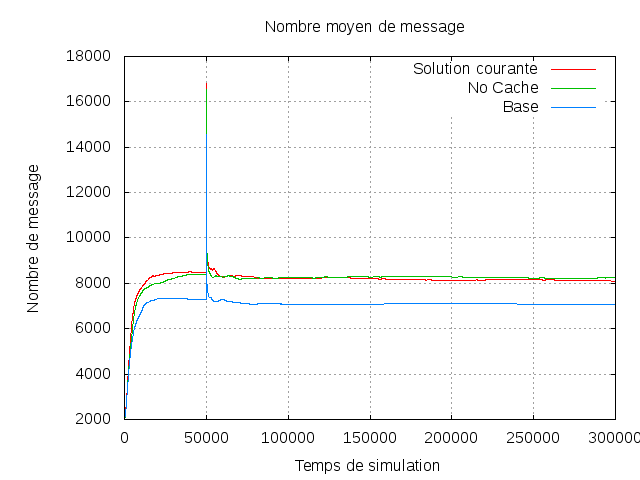 Nombre moyen de message
18000
16000
14000
12000
10000
8000
6000
4000
2000
Nombre de message
Solution courante
No Cache
Base
0 50000 100000 150000 200000 250000 300000
Temps de simulation